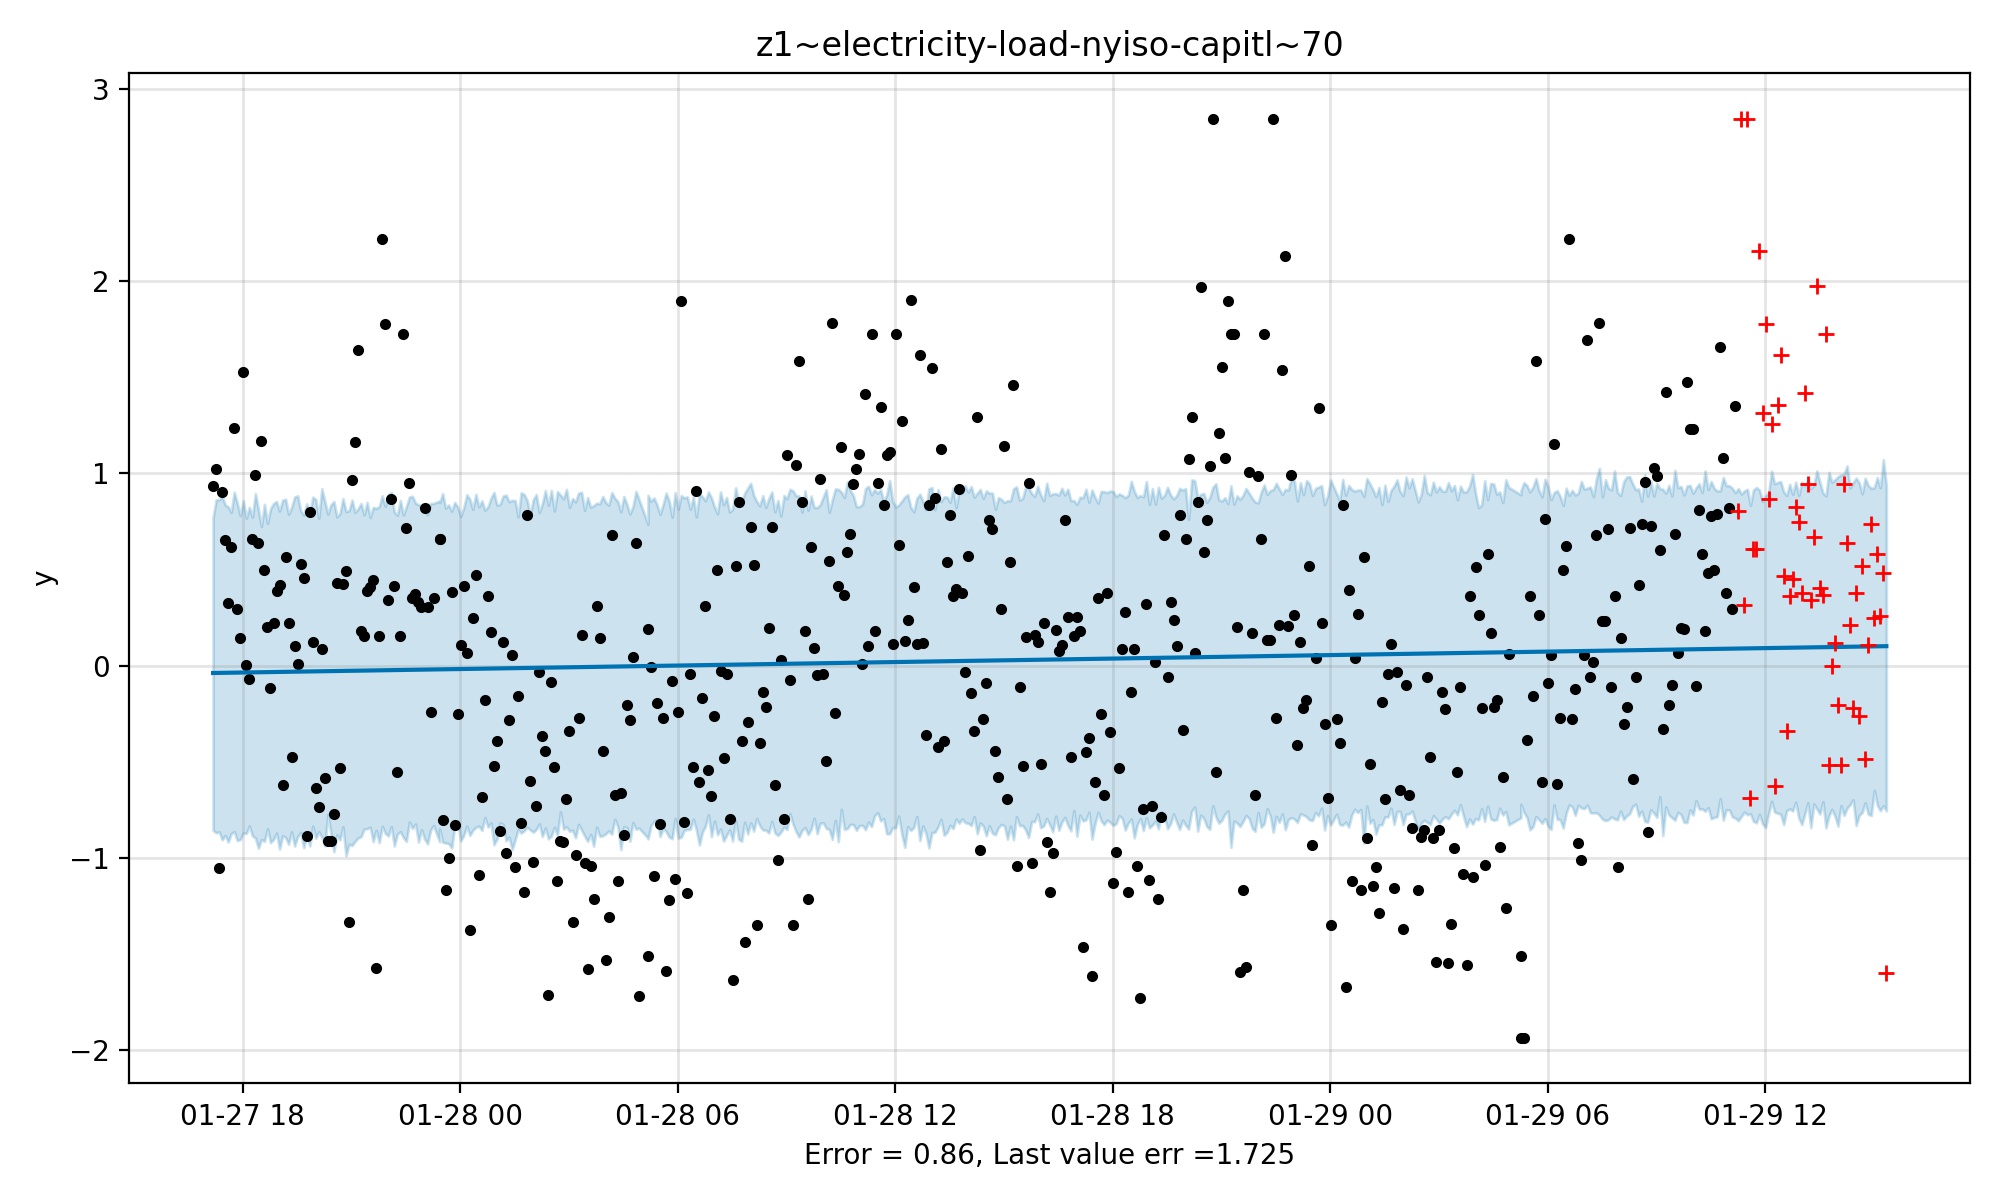 z1~electricity-load-nyiso-capitl~70
3
2
1
0
−1
−2
y
01-27 18 01-28 00 01-28 06 01-28 12 01-28 18 01-29 00 01-29 06 01-29 12
Error = 0.86, Last value err =1.725